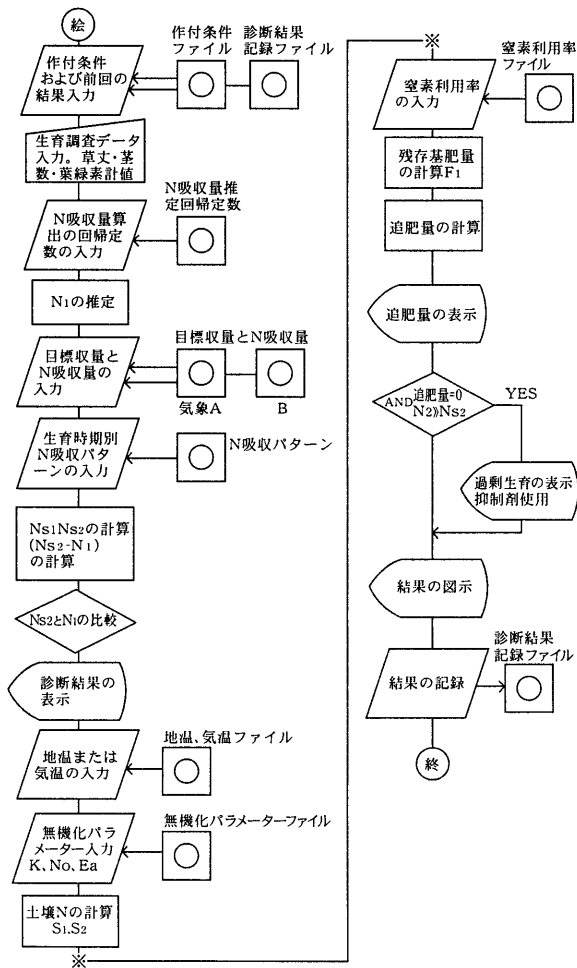 絵
作付条件
および前回の
結果入力
作付条件
ファイル
診断結果
記録ファイル
生育調査データ
入力。草丈・茎
数・葉緑素計値
N吸収量算
出の回帰定
数の入力
N吸収量推
定回帰定数
N1の推定
目標収量と
N吸収量の
入力
目標収量とN吸収量
気象A
B
生育時期別
N吸収パタ
ーンの入力
N吸収パターン
Ns1Ns2の計算
(Ns2-N1)
の計算
Ns2とN1の比較
診断結果の
表示
地温または
気温の入力
地温、気温ファイル
無機化パラ
メーター入力
K、No、Ea
無機化パラメーターファイル
土壌Nの計算
S1.S2
※
※
窒素利用率
の入力
窒素利用率
ファイル
残存基肥量
の計算F1
追肥量の計算
追肥量の表示
追肥量=0
AND N2》Ns2
YES
過剰生育の表示
抑制剤使用
結果の図示
結果の記録
診断結果
記録ファイル
終